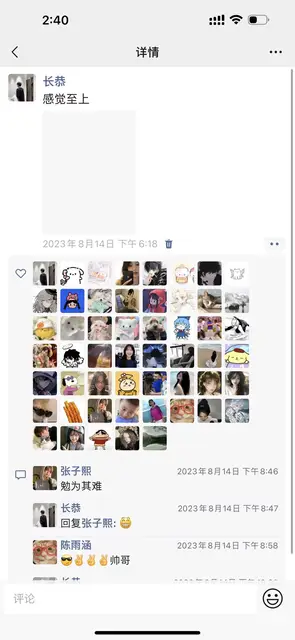 2:40
详情
长恭
感觉至上
2023年8月14日 下午6:18
张子熙
2023年8月14日 下午8:46
勉为其难
长恭
2023年8月14日 下午8:47
回复张子熙:
陈雨涵
2023年8月14日 下午8:58
帅哥
长恭
评论